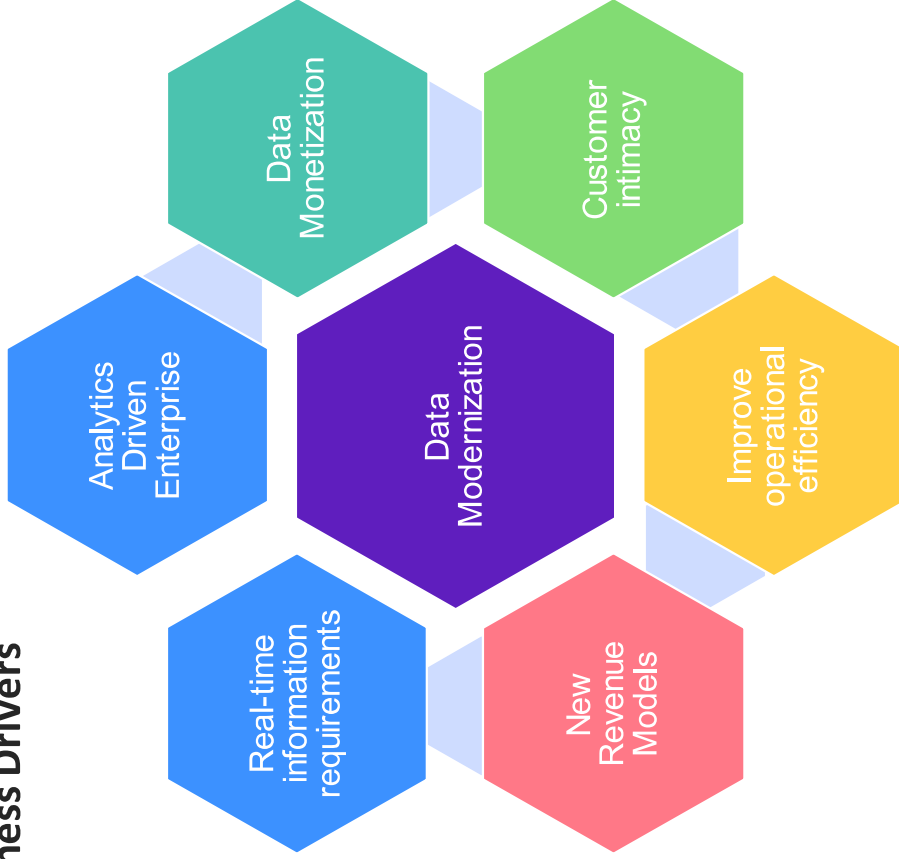 ness Drivers
Analytics
Driven
Enterprise
Real-time
information
requirements
Data
Monetization
Data
Modernization
New
Revenue
Models
Customer
intimacy
Improve
operational
efficiency